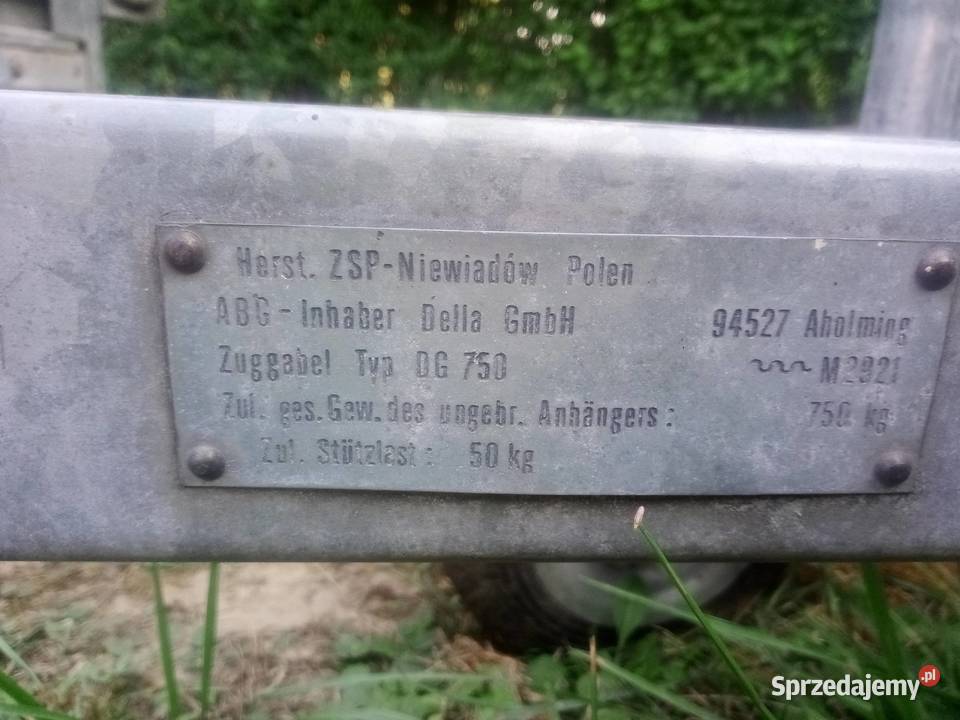 Herst. ZSP-Niewiadów Polen
ABG - Inhaber Della GmbH 94527 Aholming
Zuggabel Typ DG 750 ~~~ M2921
Zul. ges. Gew. des ungebr. Anhängers: 750 kg
Zul. Stützlast: 50 kg
Sprzedajemy.pl